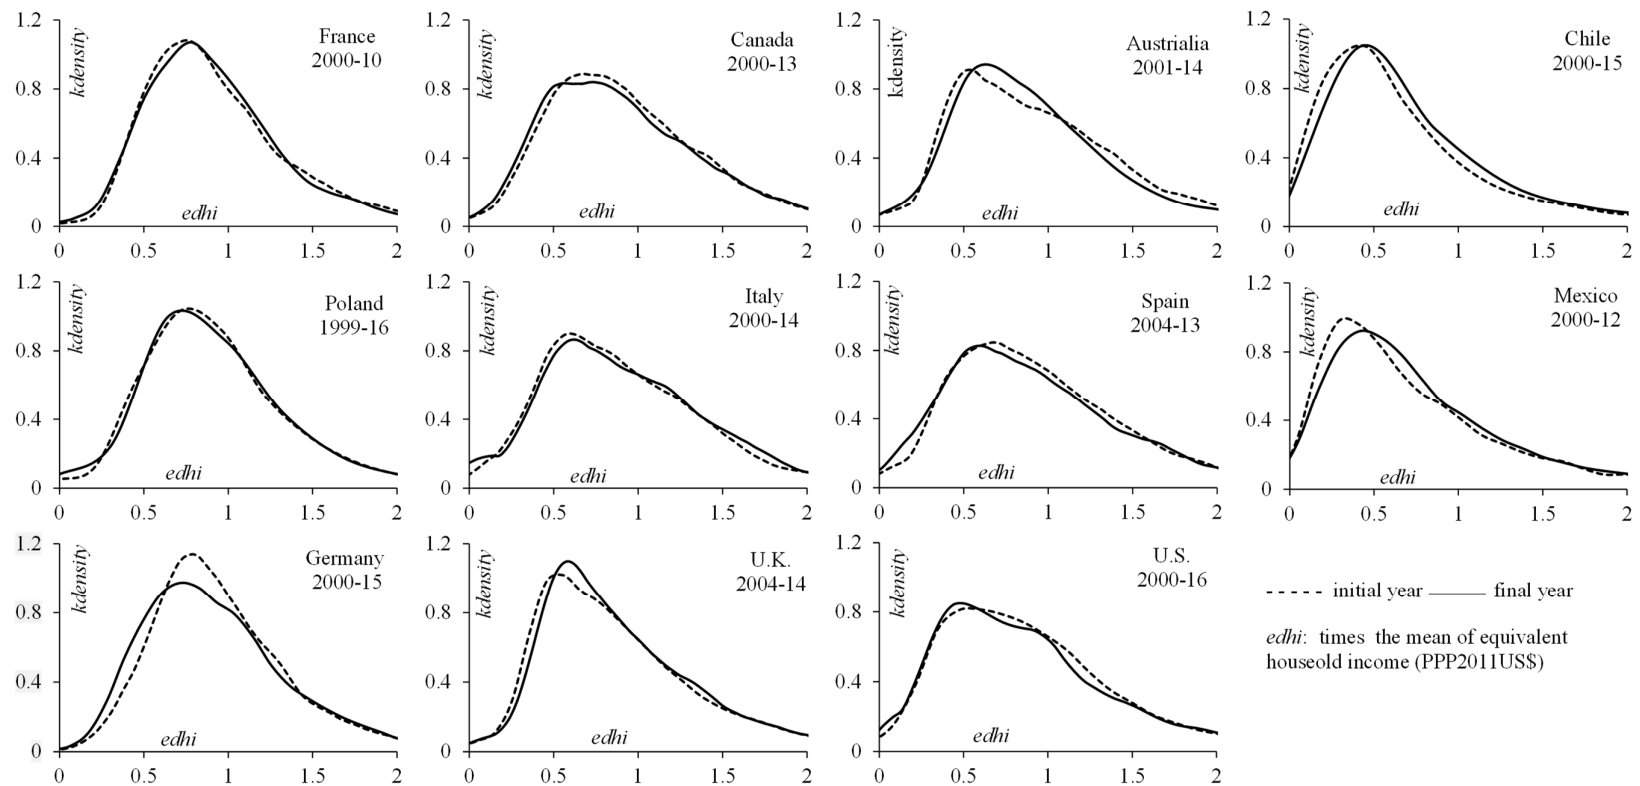 1.2
0.8
0.4
0
kdensity
France
2000-10
edhi
0 0.5 1 1.5 2
1.2
0.8
0.4
0
kdensity
Canada
2000-13
edhi
0 0.5 1 1.5 2
1.2
0.8
0.4
0
kdensity
Austrialia
2001-14
edhi
0 0.5 1 1.5 2
1.2
0.8
0.4
0
kdensity
Chile
2000-15
edhi
0 0.5 1 1.5 2
1.2
0.8
0.4
0
kdensity
Poland
1999-16
edhi
0 0.5 1 1.5 2
1.2
0.8
0.4
0
kdensity
Italy
2000-14
edhi
0 0.5 1 1.5 2
1.2
0.8
0.4
0
kdensity
Spain
2004-13
edhi
0 0.5 1 1.5 2
1.2
0.8
0.4
0
kdensity
Mexico
2000-12
edhi
0 0.5 1 1.5 2
1.2
0.8
0.4
0
kdensity
Germany
2000-15
edhi
0 0.5 1 1.5 2
1.2
0.8
0.4
0
kdensity
U.K.
2004-14
edhi
0 0.5 1 1.5 2
1.2
0.8
0.4
0
kdensity
U.S.
2000-16
edhi
0 0.5 1 1.5 2
initial year final year
edhi: times the mean of equivalent
househeold income (PPP2011US$)